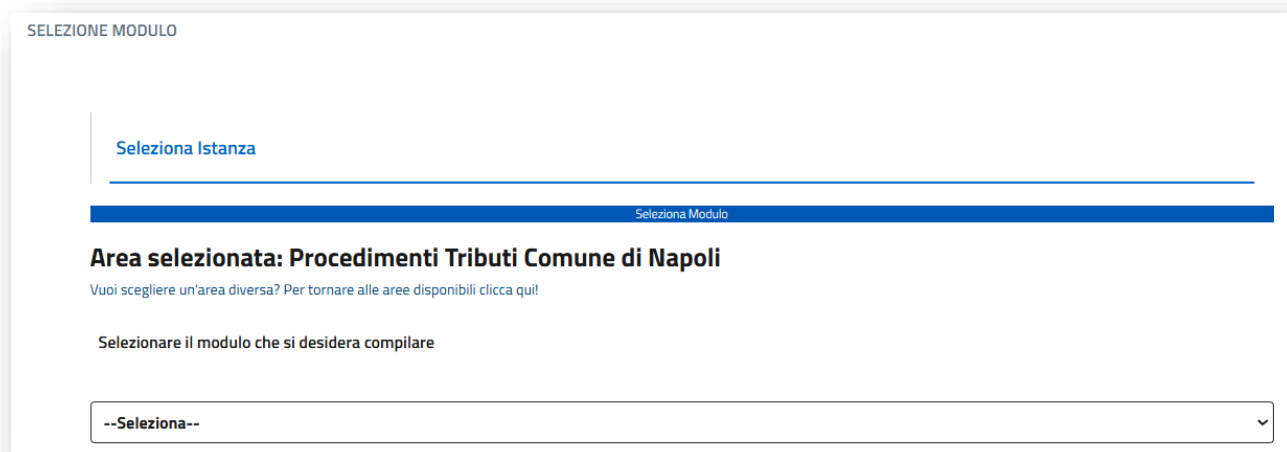 SELEZIONE MODULO
Seleziona Istanza
Seleziona Modulo
Area selezionata: Procedimenti Tributi Comune di Napoli
Vuoi scegliere un'area diversa? Per tornare alle aree disponibili clicca qui!
Selezionare il modulo che si desidera compilare
--Seleziona--